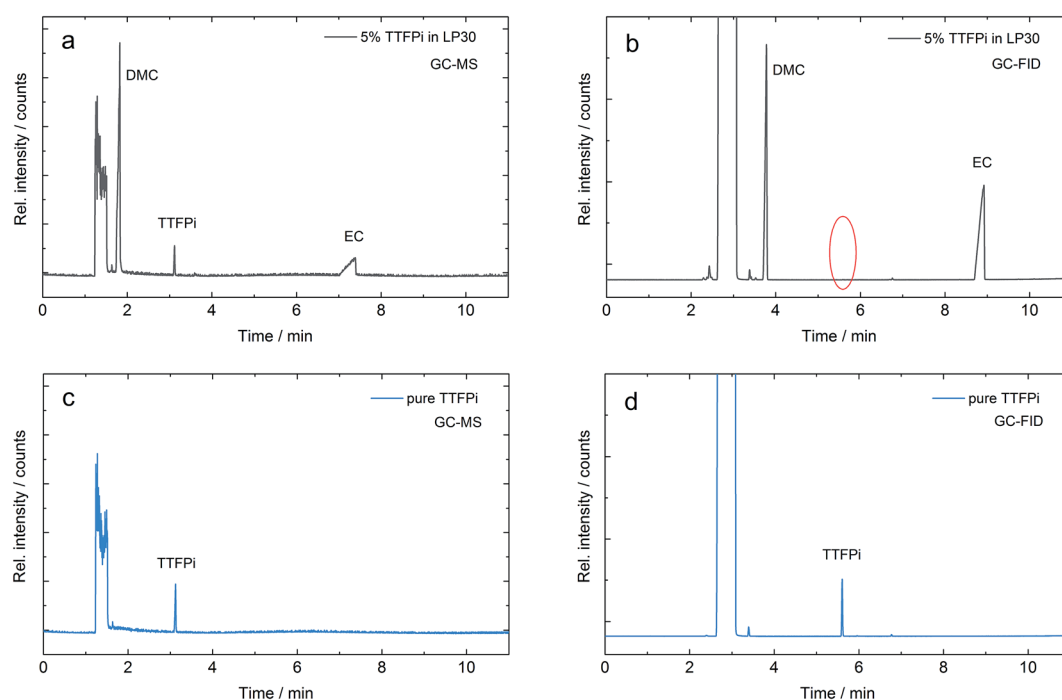 a
5% TTFPi in LP30
GC-MS
DMC
TTFPi
EC
Rel. intensity / counts
0 2 4 6 8 10
Time / min
b
5% TTFPi in LP30
GC-FID
DMC
EC
Rel. intensity / counts
0 2 4 6 8 10
Time / min
c
pure TTFPi
GC-MS
TTFPi
Rel. intensity / counts
0 2 4 6 8 10
Time / min
d
pure TTFPi
GC-FID
TTFPi
Rel. intensity / counts
0 2 4 6 8 10
Time / min